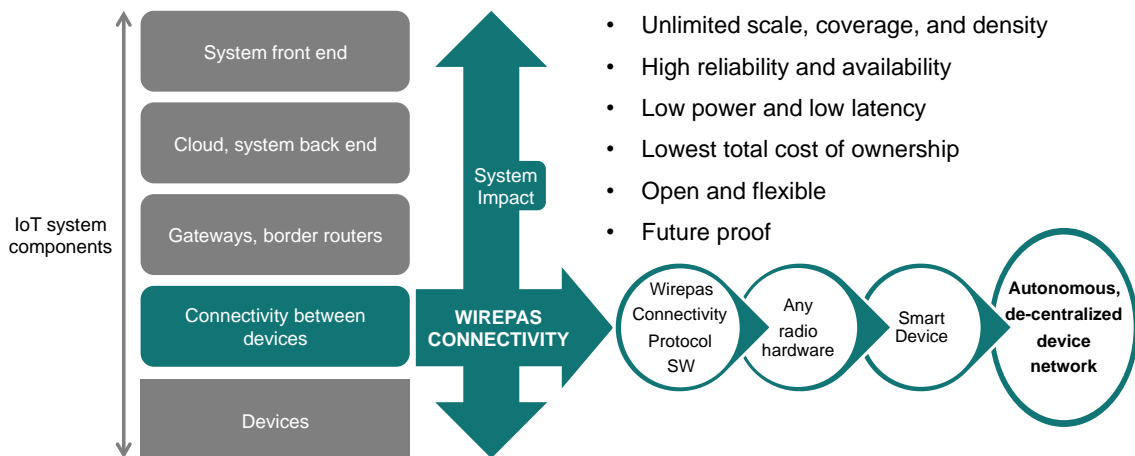 IoT system
components
System front end
Cloud, system back end
Gateways, border routers
Connectivity between
devices
Devices
System
Impact
WIREPAS
CONNECTIVITY
• Unlimited scale, coverage, and density
• High reliability and availability
• Low power and low latency
• Lowest total cost of ownership
• Open and flexible
• Future proof
Wirepas
Connectivity
Protocol
SW
Any
radio
hardware
Smart
Device
Autonomous,
de-centralized
device
network